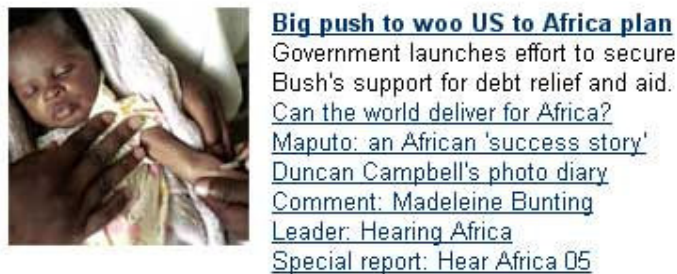 Big push to woo US to Africa plan
Government launches effort to secure
Bush's support for debt relief and aid.
Can the world deliver for Africa?
Maputo: an African 'success story'
Duncan Campbell's photo diary
Comment: Madeleine Bunting
Leader: Hearing Africa
Special report: Hear Africa 05